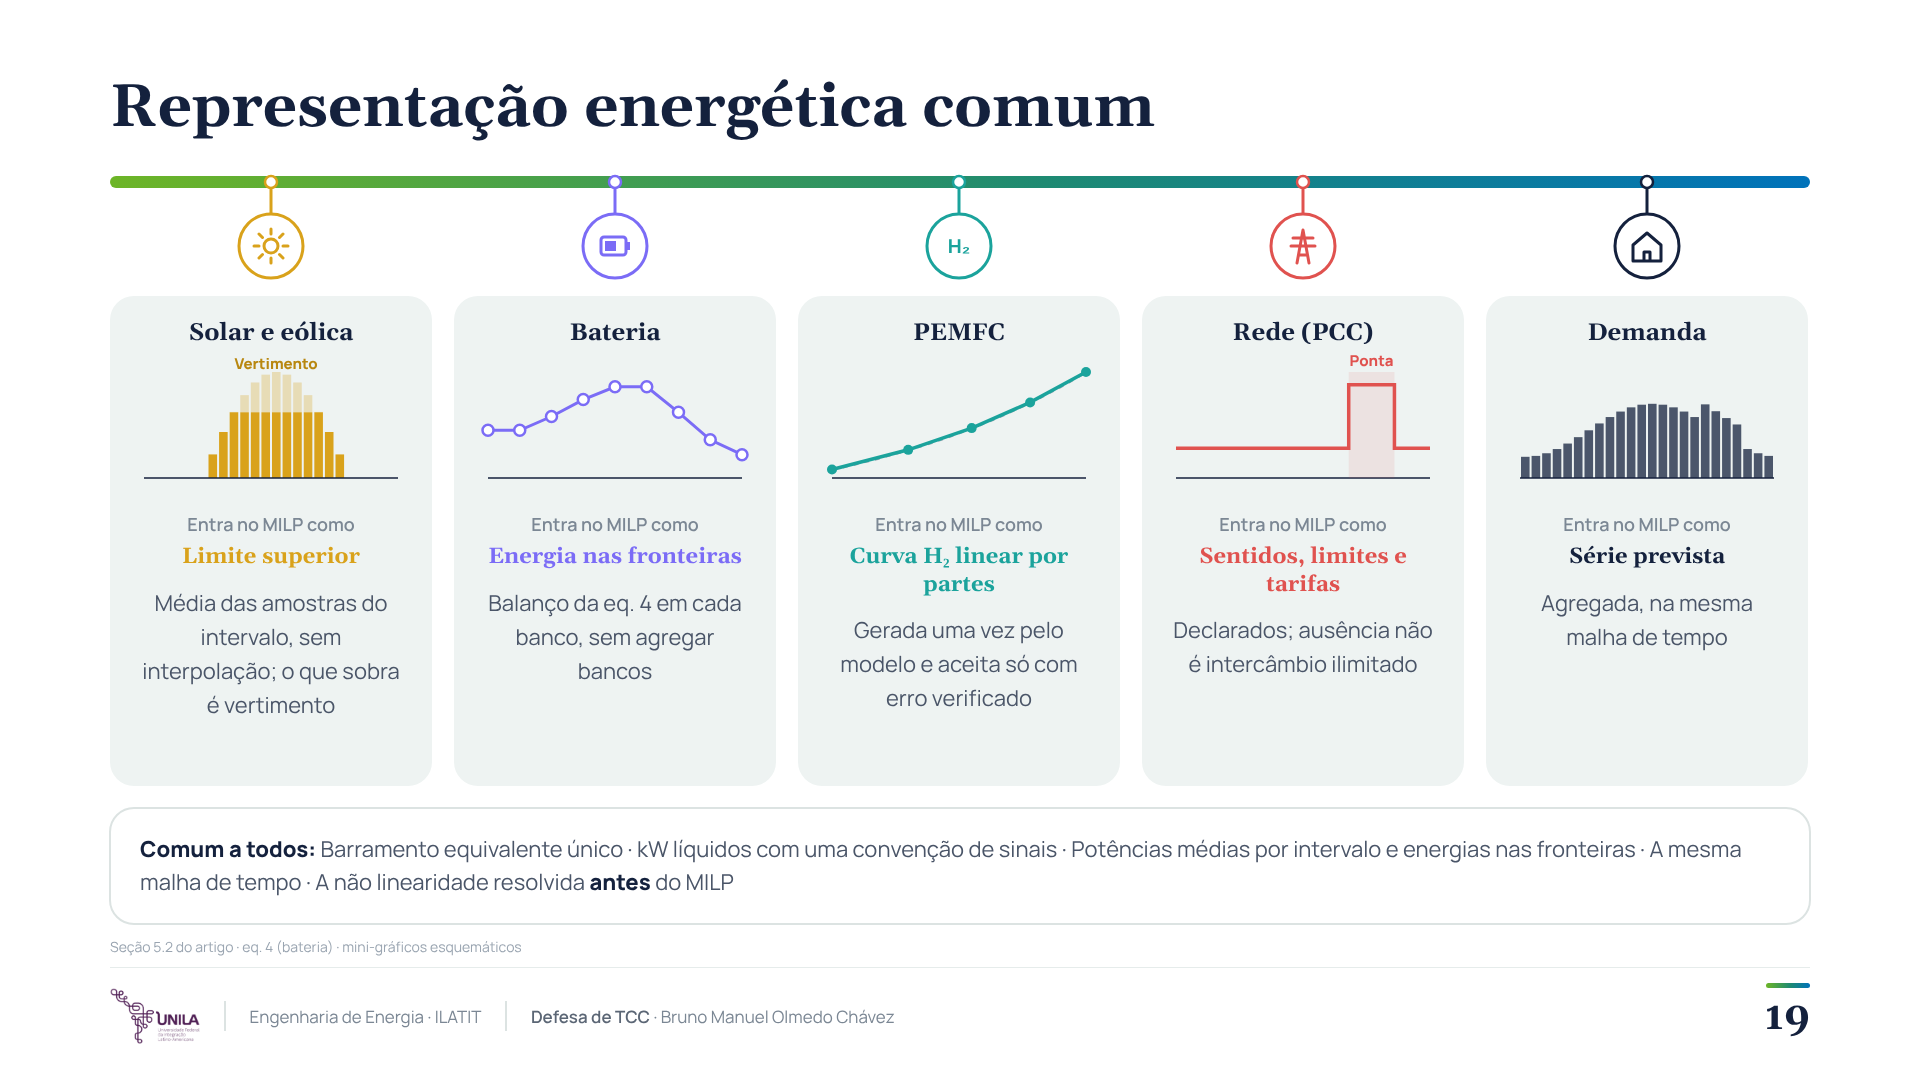 Representação energética comum
H₂
Solar e eólica
Vertimento
Entra no MILP como
Limite superior
Média das amostras do
intervalo, sem
interpolação; o que sobra
é vertimento
Bateria
Entra no MILP como
Energia nas fronteiras
Balanço da eq. 4 em cada
banco, sem agregar
bancos
PEMFC
Entra no MILP como
Curva H₂ linear por
partes
Gerada uma vez pelo
modelo e aceita só com
erro verificado
Rede (PCC)
Ponta
Entra no MILP como
Sentidos, limites e
tarifas
Declarados; ausência não
é intercâmbio ilimitado
Demanda
Entra no MILP como
Série prevista
Agregada, na mesma
malha de tempo
Comum a todos: Barramento equivalente único · kW líquidos com uma convenção de sinais · Potências médias por intervalo e energias nas fronteiras · A mesma
malha de tempo · A não linearidade resolvida antes do MILP
Seção 5.2 do artigo · eq. 4 (bateria) · mini-gráficos esquemáticos
UNILA
Universidade Federal
da Integração
Latino-Americana
Engenharia de Energia · ILATIT
Defesa de TCC · Bruno Manuel Olmedo Chávez
19